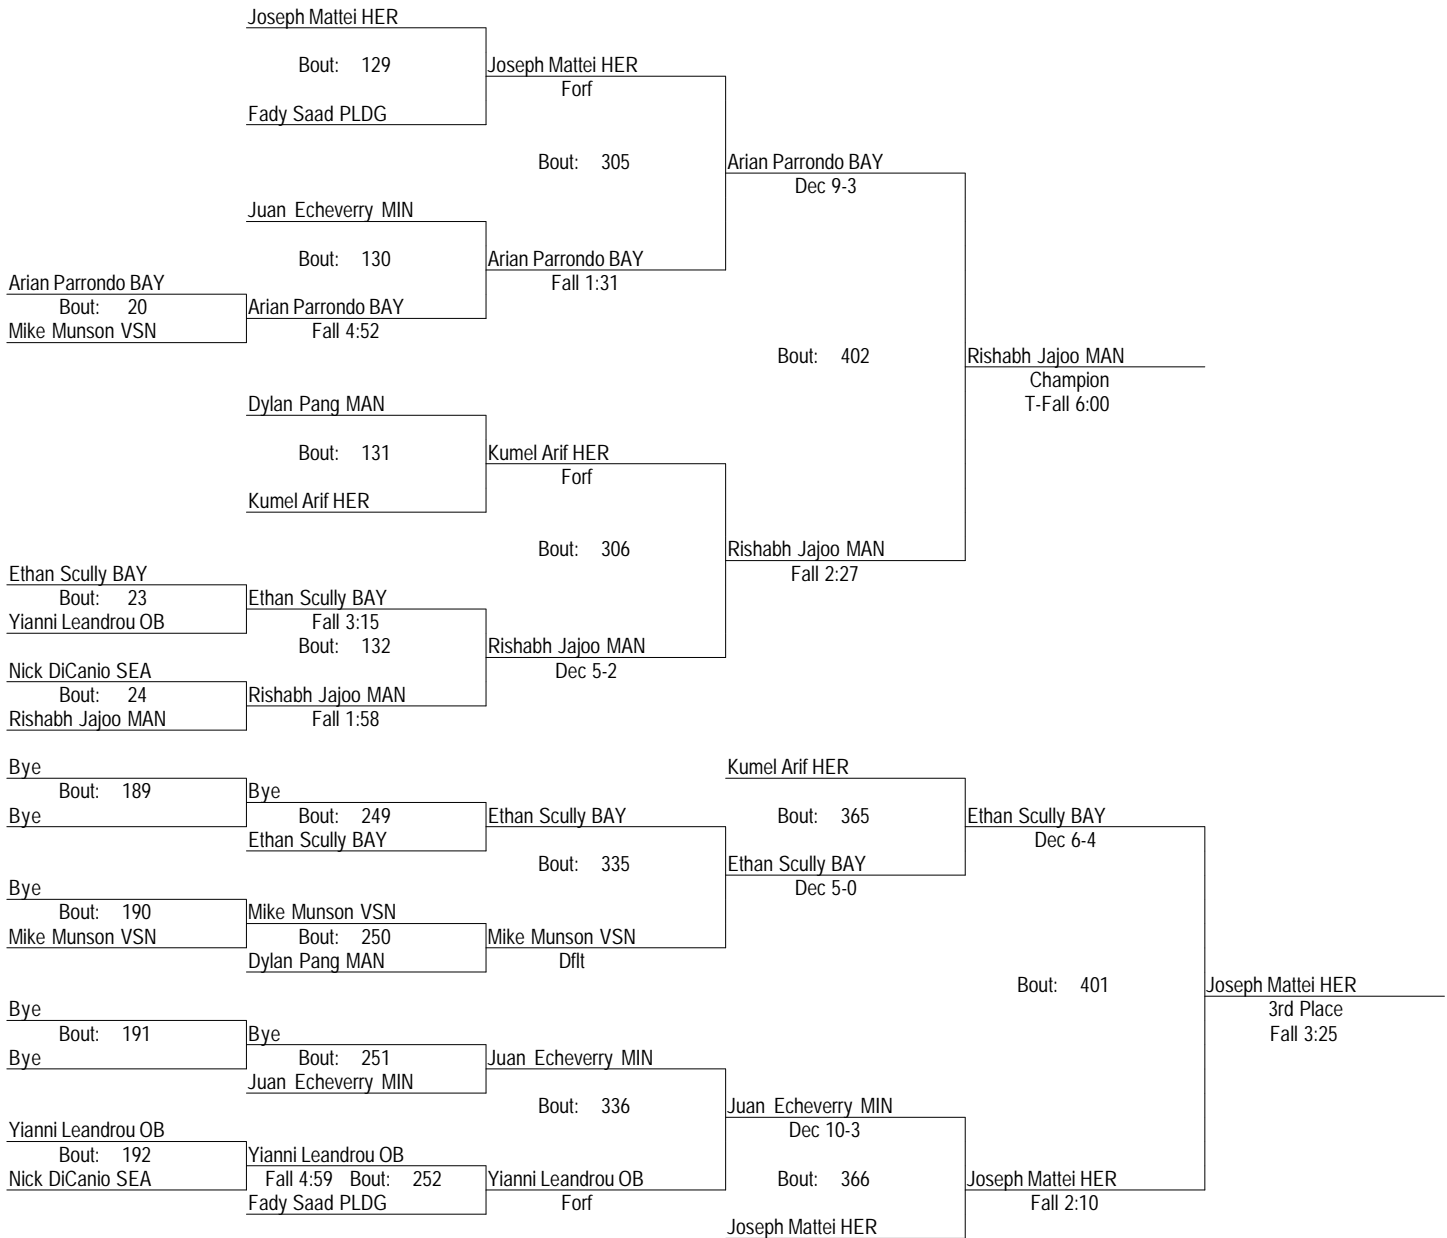 Joseph Mattei HER
Bout: 129
Joseph Mattei HER
Forf
Fady Saad PLDG
Bout: 305
Arian Parrondo BAY
Dec 9-3
Juan Echeverry MIN
Bout: 130
Arian Parrondo BAY
Fall 1:31
Arian Parrondo BAY
Bout: 20
Mike Munson VSN
Arian Parrondo BAY
Fall 4:52
Bout: 402
Rishabh Jajoo MAN
Champion
T-Fall 6:00
Dylan Pang MAN
Bout: 131
Kumel Arif HER
Forf
Kumel Arif HER
Bout: 306
Rishabh Jajoo MAN
Fall 2:27
Ethan Scully BAY
Bout: 23
Yianni Leandrou OB
Ethan Scully BAY
Fall 3:15
Bout: 132
Rishabh Jajoo MAN
Dec 5-2
Nick DiCanio SEA
Bout: 24
Rishabh Jajoo MAN
Rishabh Jajoo MAN
Fall 1:58
Bye
Bout: 189
Bye
Bye
Bout: 249
Ethan Scully BAY
Ethan Scully BAY
Kumel Arif HER
Bout: 365
Ethan Scully BAY
Dec 6-4
Bout: 335
Ethan Scully BAY
Dec 5-0
Bye
Bout: 190
Mike Munson VSN
Mike Munson VSN
Bout: 250
Dylan Pang MAN
Mike Munson VSN
Dflt
Bout: 401
Joseph Mattei HER
3rd Place
Fall 3:25
Bye
Bout: 191
Bye
Bye
Bout: 251
Juan Echeverry MIN
Juan Echeverry MIN
Bout: 336
Juan Echeverry MIN
Dec 10-3
Yianni Leandrou OB
Bout: 192
Nick DiCanio SEA
Yianni Leandrou OB
Fall 4:59 Bout: 252
Fady Saad PLDG
Yianni Leandrou OB
Forf
Bout: 366
Joseph Mattei HER
Fall 2:10
Joseph Mattei HER